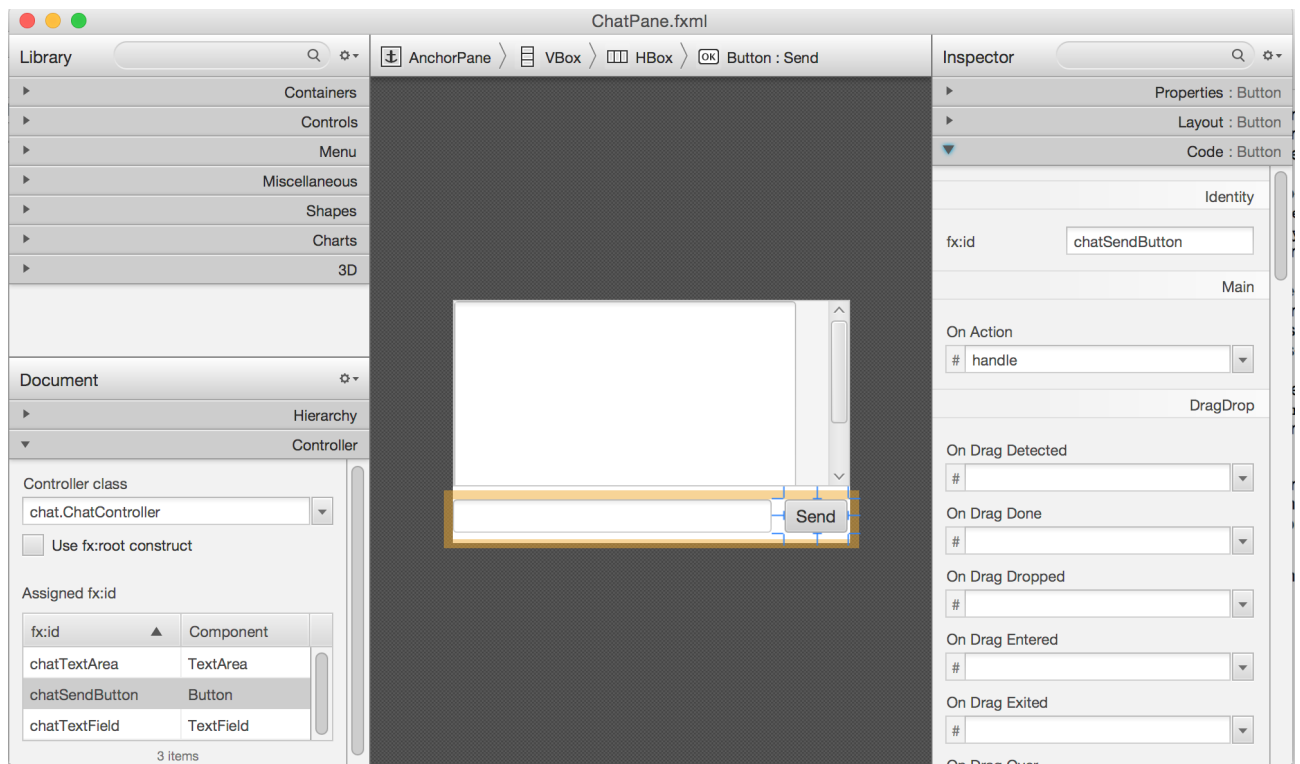 ChatPane.fxml
Library
AnchorPane VBox HBox OK Button : Send
Inspector
Containers
Controls
Menu
Miscellaneous
Shapes
Charts
3D
Document
Hierarchy
Controller
Controller class
chat.ChatController
Use fx:root construct
Assigned fx:id
fx:id Component
chatTextArea TextArea
chatSendButton Button
chatTextField TextField
3 items
Send
Properties : Button
Layout : Button
Code : Button
Identity
fx:id chatSendButton
Main
On Action
# handle
DragDrop
On Drag Detected
#
On Drag Done
#
On Drag Dropped
#
On Drag Entered
#
On Drag Exited
#
On Drag Over